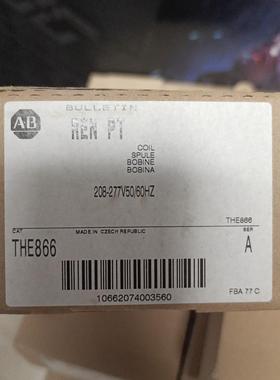 AB
BULLETIN
REN PT
COIL
SPULE
BOBINE
BOBINA
208-277V50/60HZ
THE866
CAT
SER
THE866
MADE IN CZECH REPUBLIC
A
10662074003560
FBA 77 C